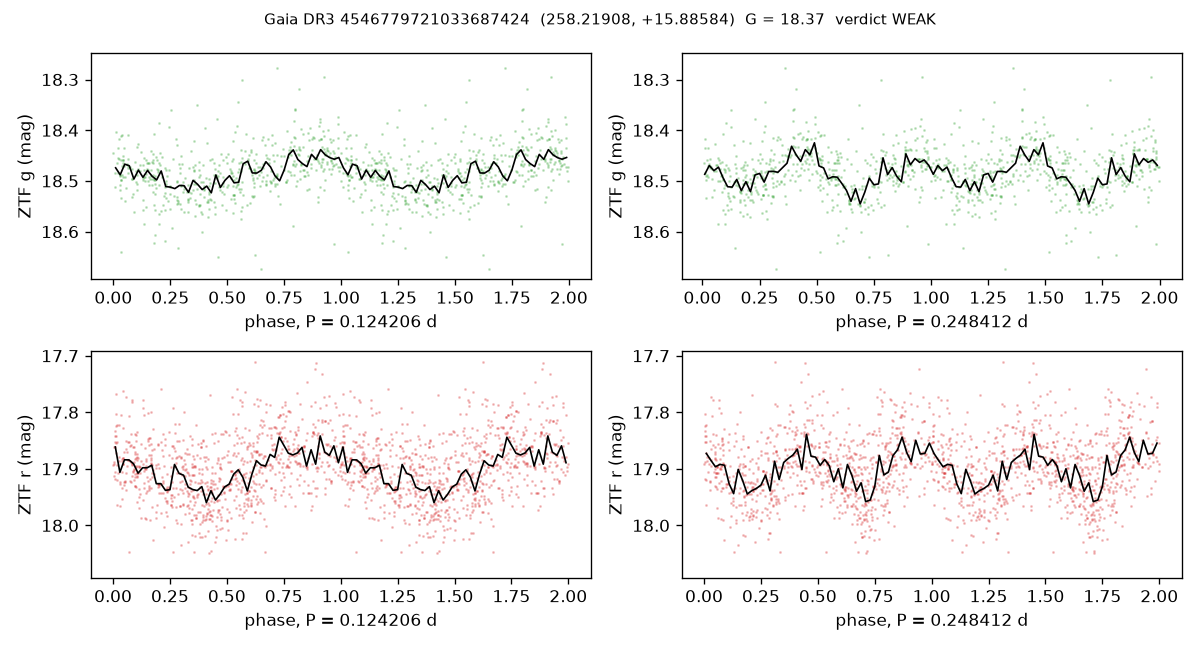 Gaia DR3 4546779721033687424 (258.21908, +15.88584) G = 18.37 verdict WEAK
ZTF g (mag)
18.3
18.4
18.5
18.6
0.00 0.25 0.50 0.75 1.00 1.25 1.50 1.75 2.00
phase, P = 0.124206 d
ZTF g (mag)
18.3
18.4
18.5
18.6
0.00 0.25 0.50 0.75 1.00 1.25 1.50 1.75 2.00
phase, P = 0.248412 d
ZTF r (mag)
17.7
17.8
17.9
18.0
0.00 0.25 0.50 0.75 1.00 1.25 1.50 1.75 2.00
phase, P = 0.124206 d
ZTF r (mag)
17.7
17.8
17.9
18.0
0.00 0.25 0.50 0.75 1.00 1.25 1.50 1.75 2.00
phase, P = 0.248412 d